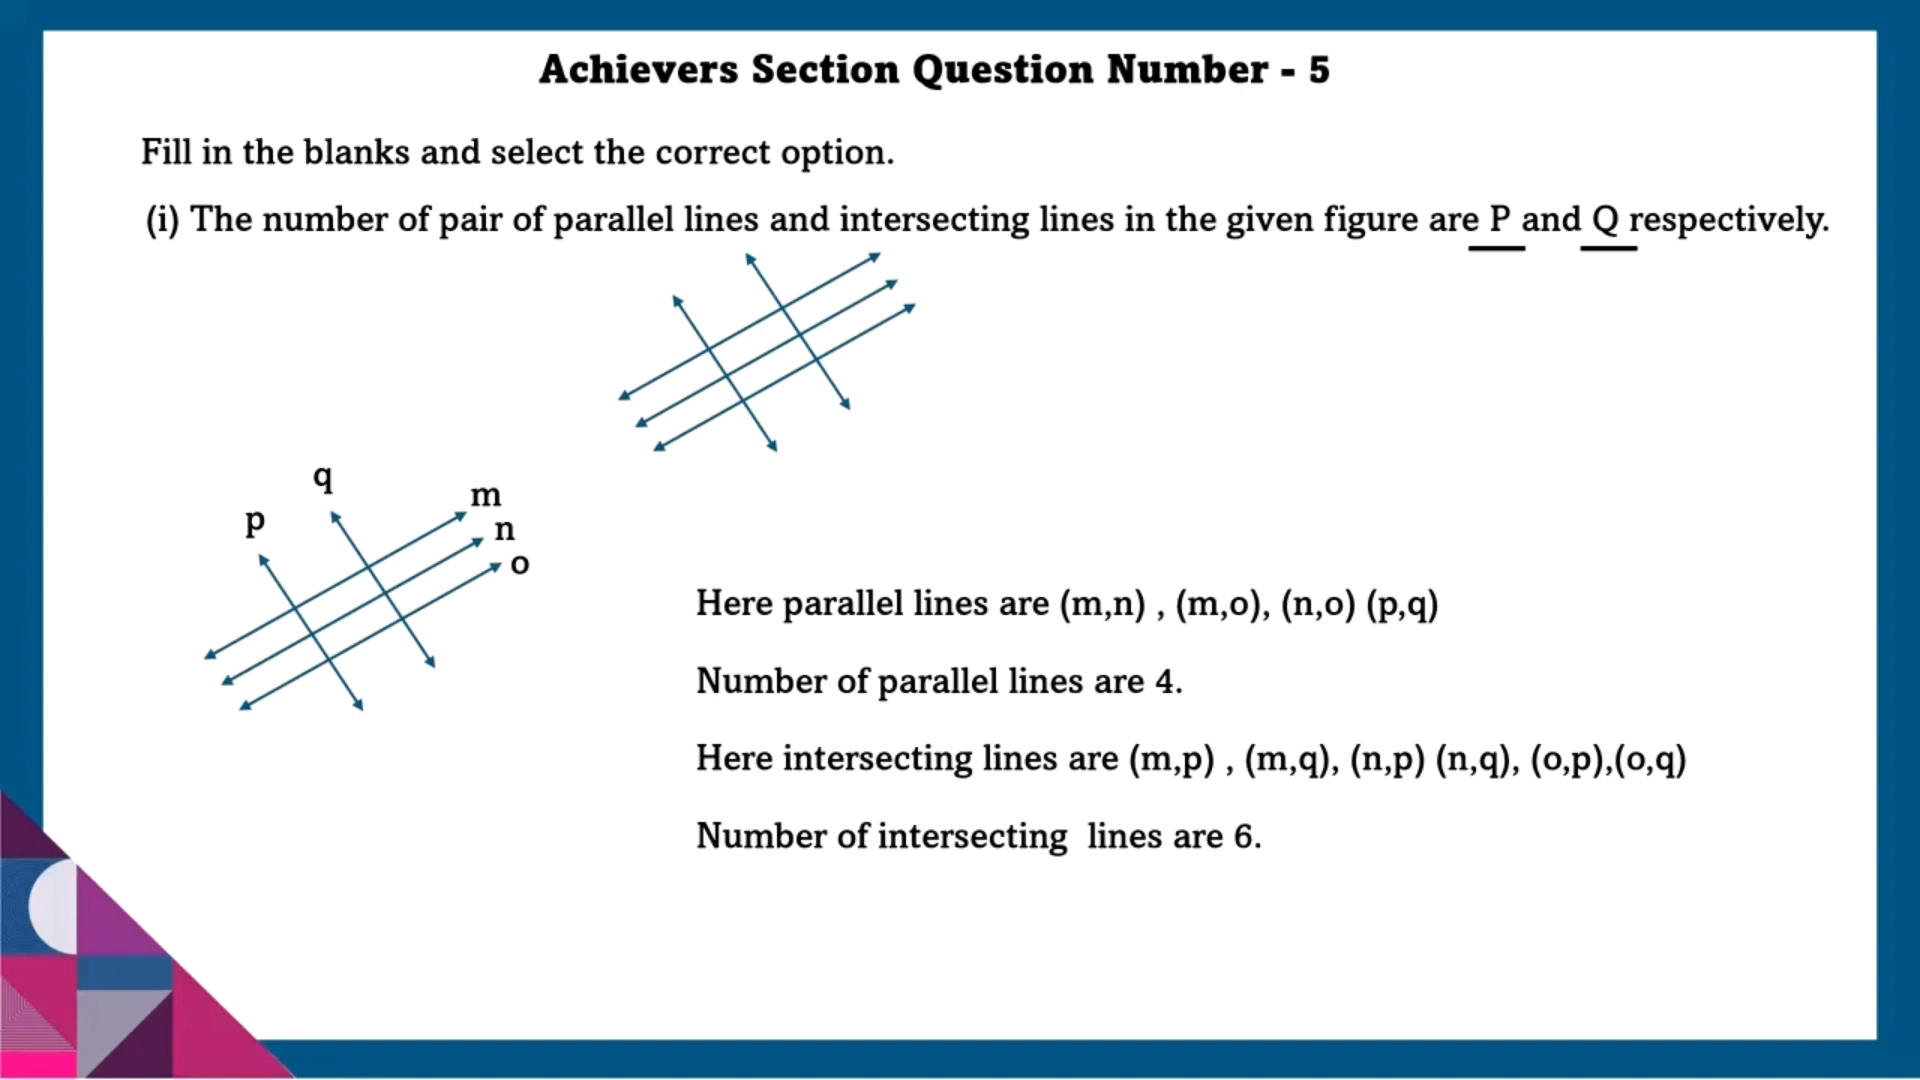 Achievers Section Question Number - 5
Fill in the blanks and select the correct option.
(i) The number of pair of parallel lines and intersecting lines in the given figure are P and Q respectively.
q
m
p
n
o
Here parallel lines are (m,n) , (m,o), (n,o) (p,q)
Number of parallel lines are 4.
Here intersecting lines are (m,p) , (m,q), (n,p) (n,q), (o,p),(o,q)
Number of intersecting  lines are 6.